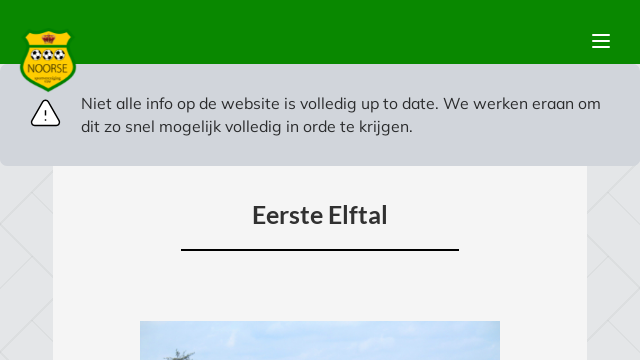 NOORSE
Niet alle info op de website is volledig up to date. We werken eraan om
dit zo snel mogelijk volledig in orde te krijgen.
Eerste Elftal